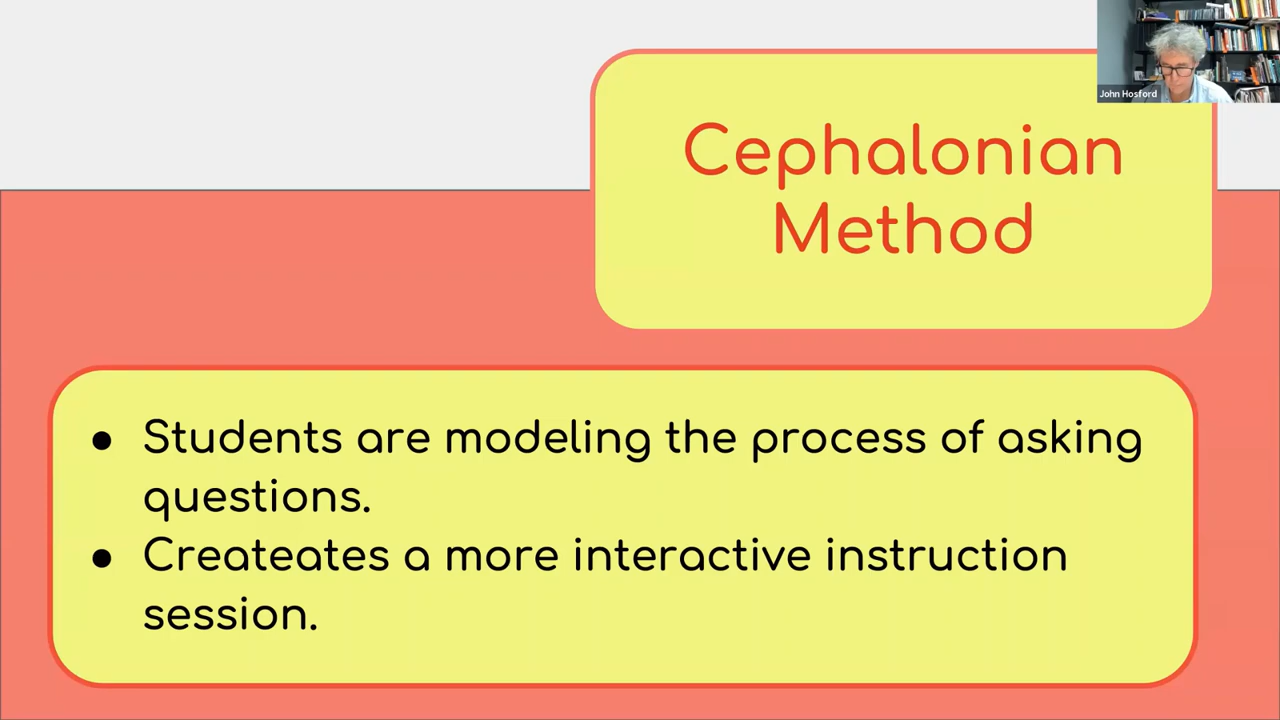 John Hosford
Cephalonian
Method
● Students are modeling the process of asking
questions.
● Createates a more interactive instruction
session.